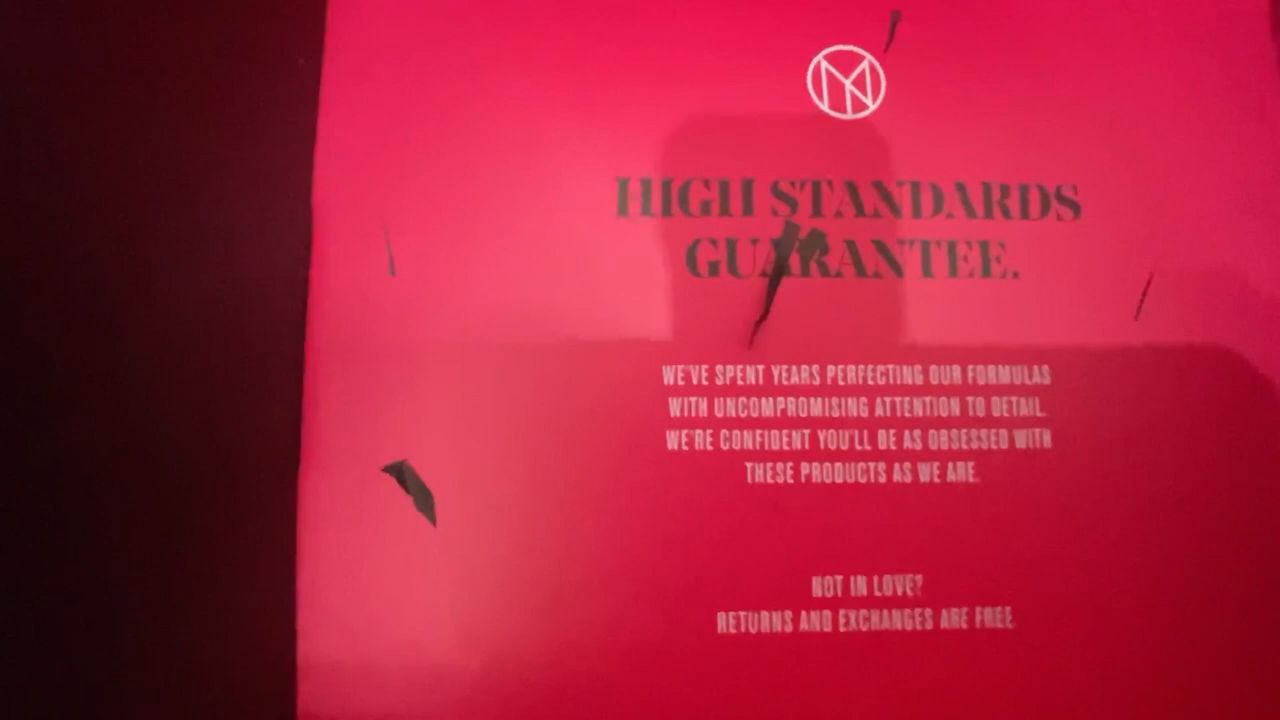 HIGH STANDARDS
GUARANTEE.
WE'VE SPENT YEARS PERFECTING OUR FORMULAS
WITH UNCOMPROMISING ATTENTION TO DETAIL.
WE'RE CONFIDENT YOU'LL BE AS OBSESSED WITH
THESE PRODUCTS AS WE ARE.
NOT IN LOVE?
RETURNS AND EXCHANGES ARE FREE.